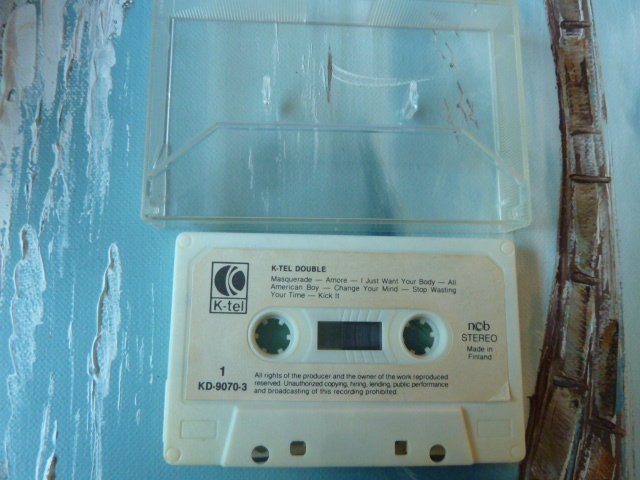 K-TEL DOUBLE
Masquerade — Amore — I Just Want Your Body — All
American Boy — Change Your Mind — Stop Wasting
Your Time — Kick It
K-tel
ncb
STEREO
Made in
Finland
1
KD-9070-3
All rights of the producer and the owner of the work reproduced
reserved. Unauthorized copying, hiring, lending, public performance
and broadcasting of this recording prohibited.